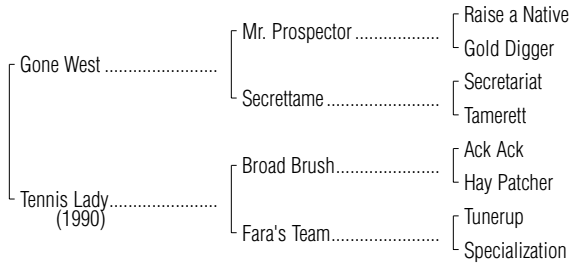 Raise a Native
Mr. Prospector ....................
Gold Digger
Gone West ..........................
Secretariat
Secrettame ..........................
Tamerett
Ack Ack
Broad Brush........................
Hay Patcher
Tennis Lady.........................
(1990)
Tunerup
Fara's Team.........................
Specialization